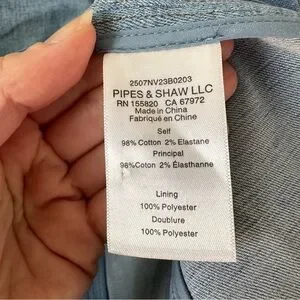 2507NV23B0203
PIPES & SHAW LLC
RN 155820 CA 67972
Made in China
Fabriqué en Chine
Self
98% Cotton 2% Elastane
Principal
98%Coton 2% Élasthanne
Lining
100% Polyester
Doublure
100% Polyester